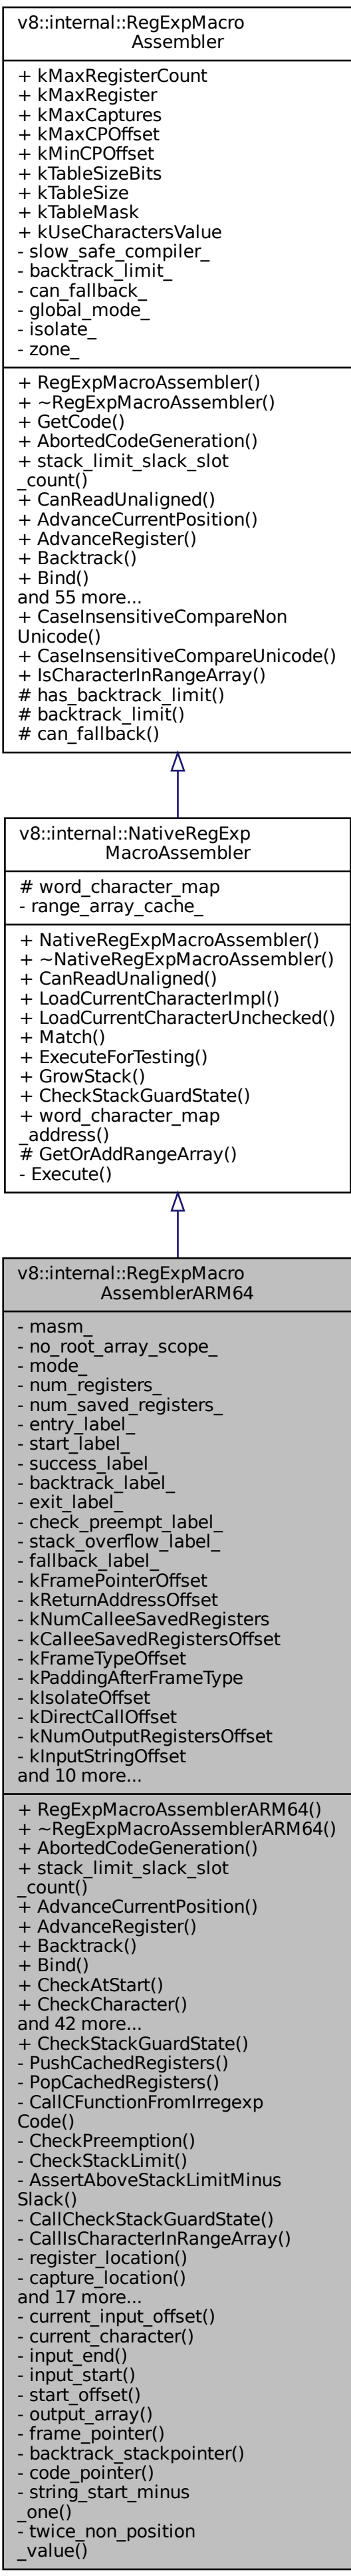 v8::internal::RegExpMacro
Assembler
+ kMaxRegisterCount
+ kMaxRegister
+ kMaxCaptures
+ kMaxCPOffset
+ kMinCPOffset
+ kTableSizeBits
+ kTableSize
+ kTableMask
+ kUseCharactersValue
- slow_safe_compiler_
- backtrack_limit_
- can_fallback_
- global_mode_
- isolate_
- zone_
+ RegExpMacroAssembler()
+ ~RegExpMacroAssembler()
+ GetCode()
+ AbortedCodeGeneration()
+ stack_limit_slack_slot
_count()
+ CanReadUnaligned()
+ AdvanceCurrentPosition()
+ AdvanceRegister()
+ Backtrack()
+ Bind()
and 55 more...
+ CaseInsensitiveCompareNon
Unicode()
+ CaseInsensitiveCompareUnicode()
+ IsCharacterInRangeArray()
# has_backtrack_limit()
# backtrack_limit()
# can_fallback()
v8::internal::NativeRegExp
MacroAssembler
# word_character_map
- range_array_cache_
+ NativeRegExpMacroAssembler()
+ ~NativeRegExpMacroAssembler()
+ CanReadUnaligned()
+ LoadCurrentCharacterImpl()
+ LoadCurrentCharacterUnchecked()
+ Match()
+ ExecuteForTesting()
+ GrowStack()
+ CheckStackGuardState()
+ word_character_map
_address()
# GetOrAddRangeArray()
- Execute()
v8::internal::RegExpMacro
AssemblerARM64
- masm_
- no_root_array_scope_
- mode_
- num_registers_
- num_saved_registers_
- entry_label_
- start_label_
- success_label_
- backtrack_label_
- exit_label_
- check_preempt_label_
- stack_overflow_label_
- fallback_label_
- kFramePointerOffset
- kReturnAddressOffset
- kNumCalleeSavedRegisters
- kCalleeSavedRegistersOffset
- kFrameTypeOffset
- kPaddingAfterFrameType
- kIsolateOffset
- kDirectCallOffset
- kNumOutputRegistersOffset
- kInputStringOffset
and 10 more...
+ RegExpMacroAssemblerARM64()
+ ~RegExpMacroAssemblerARM64()
+ AbortedCodeGeneration()
+ stack_limit_slack_slot
_count()
+ AdvanceCurrentPosition()
+ AdvanceRegister()
+ Backtrack()
+ Bind()
+ CheckAtStart()
+ CheckCharacter()
and 42 more...
+ CheckStackGuardState()
- PushCachedRegisters()
- PopCachedRegisters()
- CallCFunctionFromIrregexp
Code()
- CheckPreemption()
- CheckStackLimit()
- AssertAboveStackLimitMinus
Slack()
- CallCheckStackGuardState()
- CallIsCharacterInRangeArray()
- register_location()
- capture_location()
and 17 more...
- current_input_offset()
- current_character()
- input_end()
- input_start()
- start_offset()
- output_array()
- frame_pointer()
- backtrack_stackpointer()
- code_pointer()
- string_start_minus
_one()
- twice_non_position
_value()